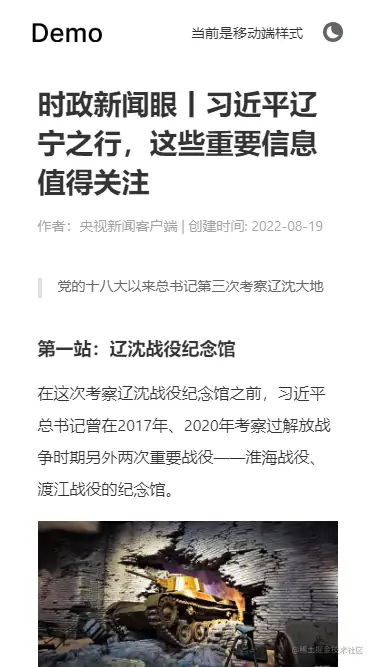 Demo
当前是移动端样式
时政新闻眼丨习近平辽
宁之行，这些重要信息
值得关注
作者：央视新闻客户端 | 创建时间: 2022-08-19
党的十八大以来总书记第三次考察辽沈大地
第一站：辽沈战役纪念馆
在这次考察辽沈战役纪念馆之前，习近平
总书记曾在2017年、2020年考察过解放战
争时期另外两次重要战役——淮海战役、
渡江战役的纪念馆。
@稀土掘金技术社区